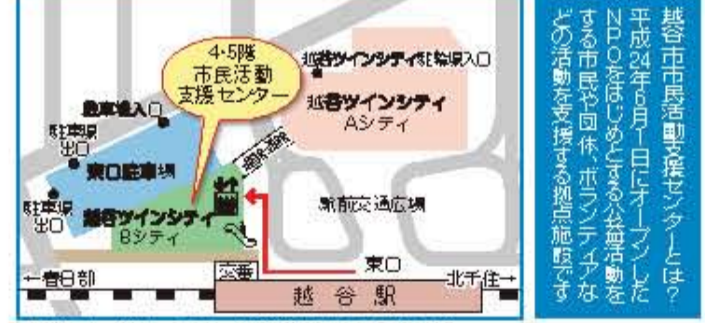 4・5階
市民活動
支援センター
越谷ツインシティ駐輪場入口
越谷ツインシティ
Aシティ
駐車場入口
駐車場
出口
東口駐車場
駐車場
出口
越谷ツインシティ
Bシティ
駅前交通広場
←春日部
交番
東口
北千住→
越谷駅
越谷市市民活動支援センターとは?
平成24年6月1日にオープンした
NPOをはじめとする公益活動を
する市民や団体、ボランティアな
どの活動を支援する拠点施設です